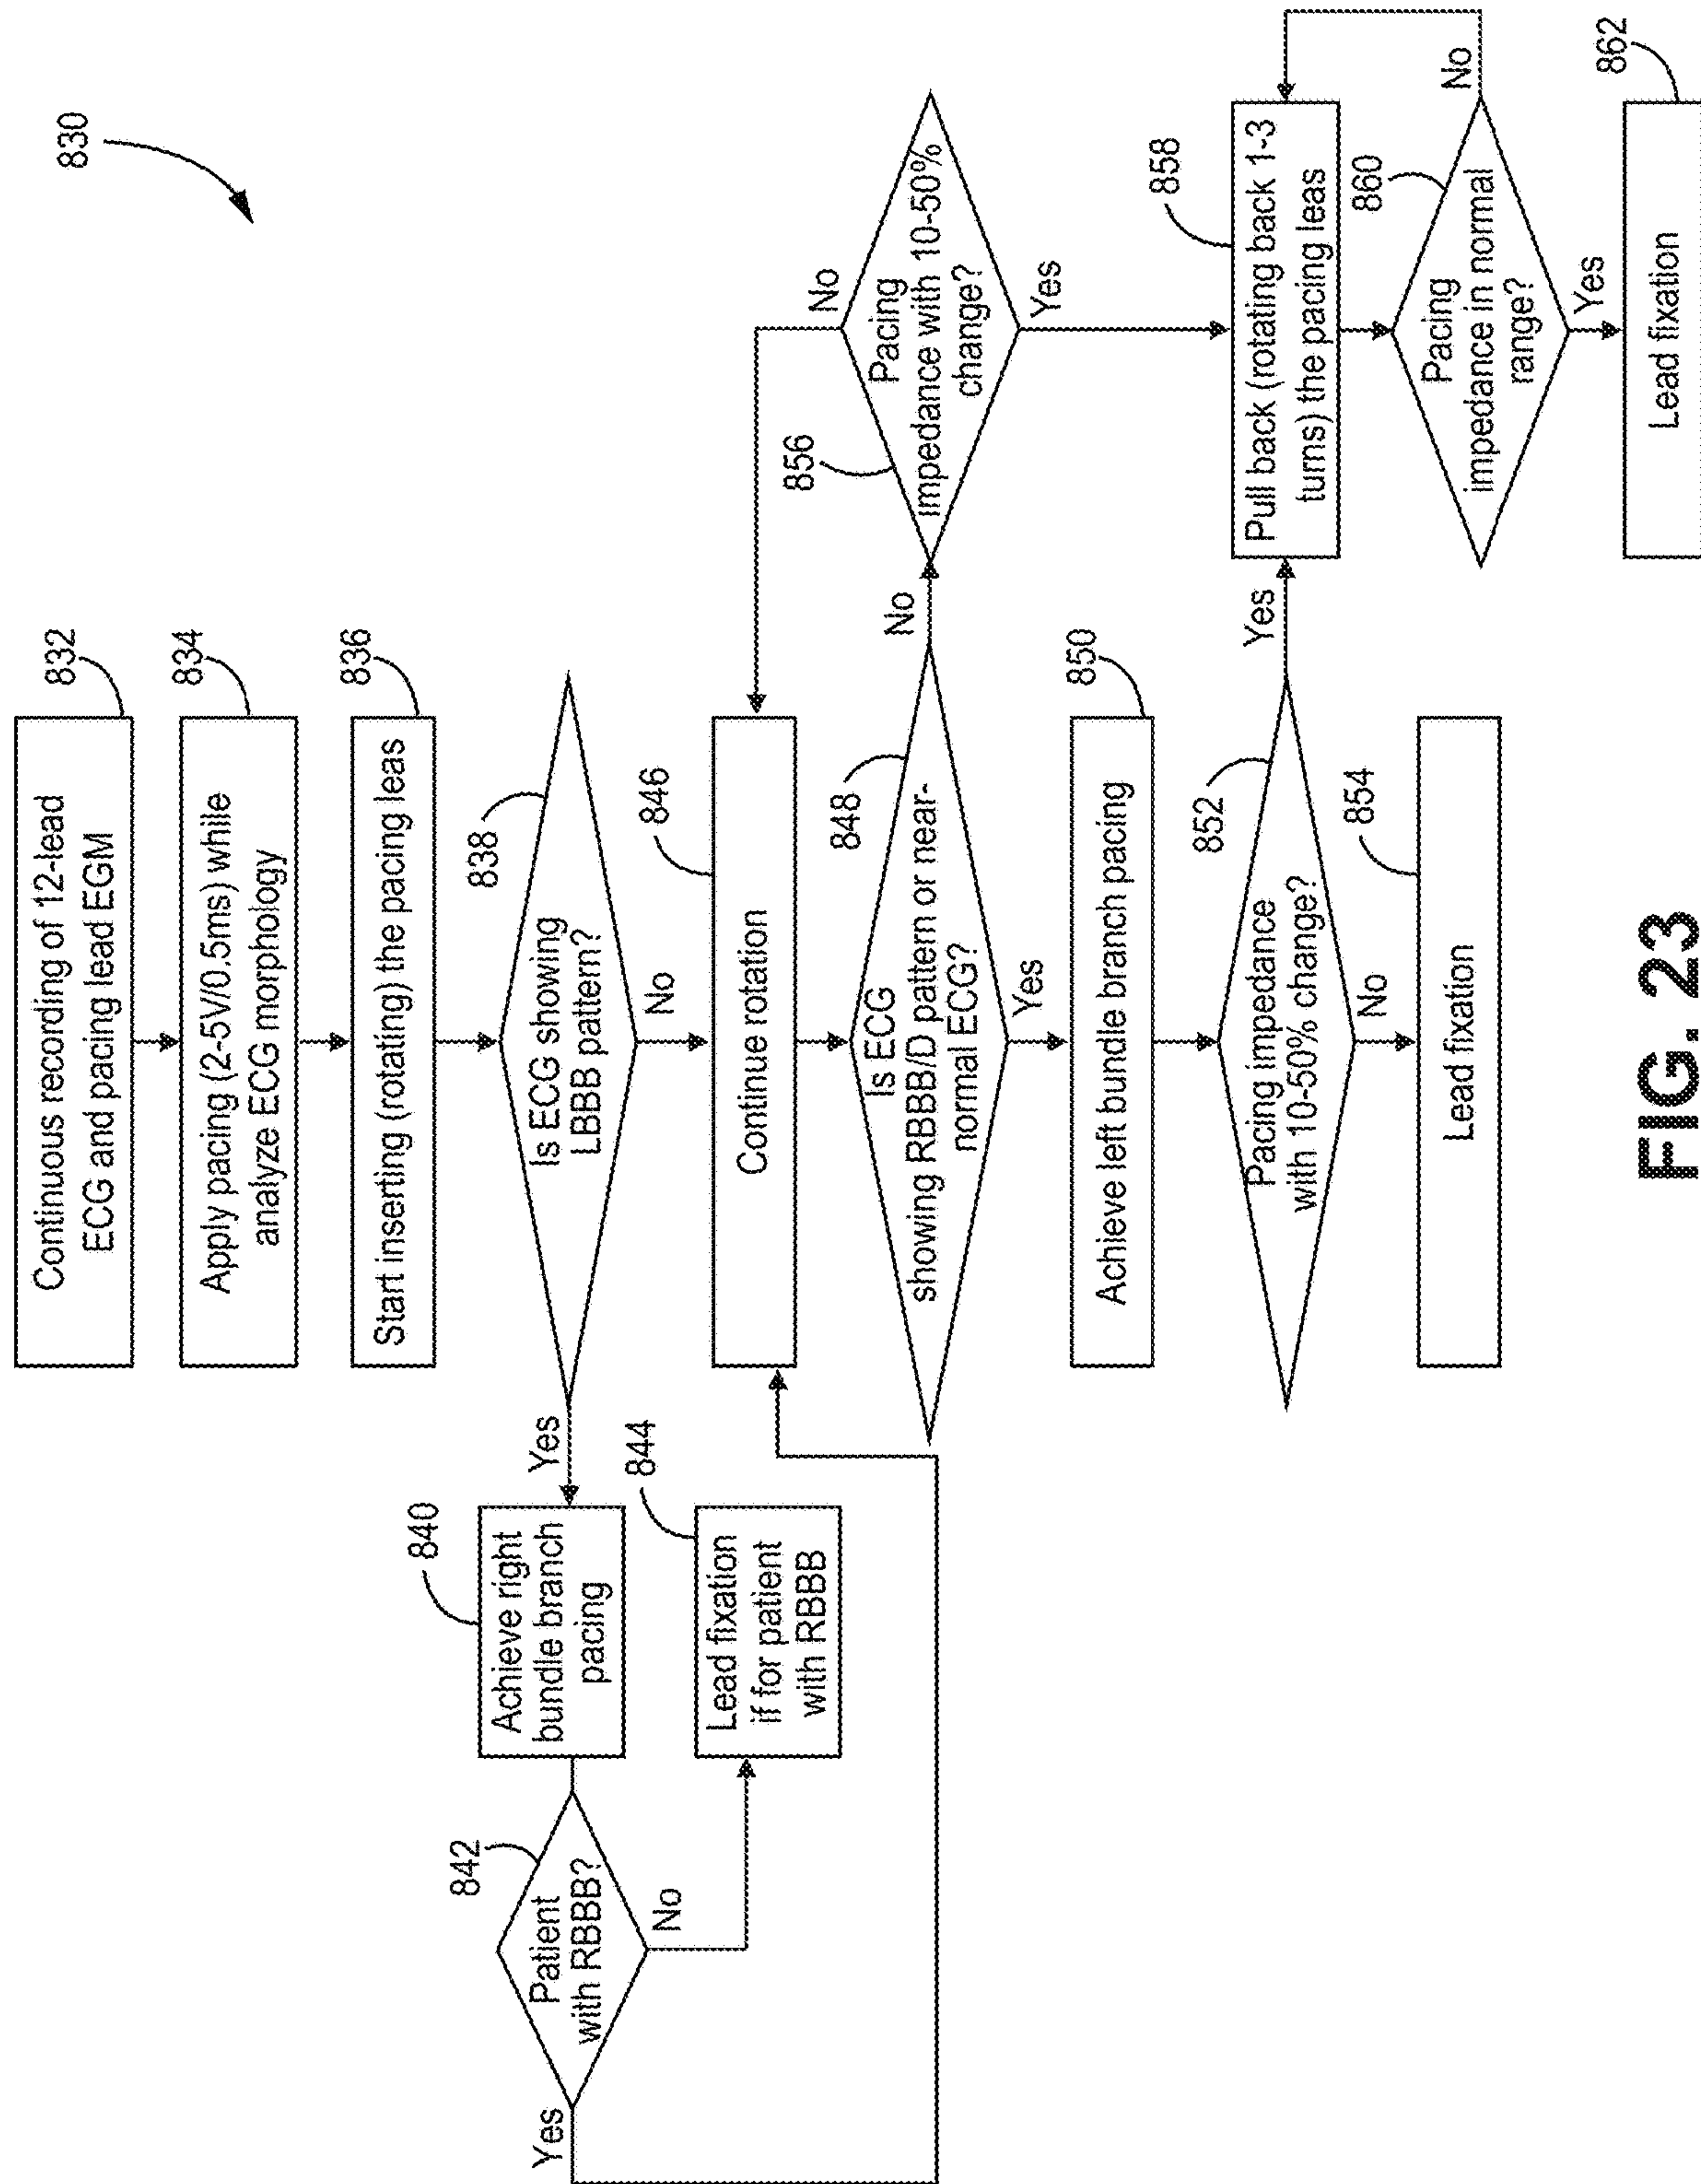 830
Continuous recording of 12-lead
ECG and pacing lead EGM
832
Apply pacing (2-5V/0.5ms) while
analyze ECG morphology
834
Start inserting (rotating) the pacing leas
836
Is ECG showing
LBBB pattern?
838
Yes
No
Achieve right
bundle branch
pacing
840
Patient
with RBBB?
842
Yes
No
Lead fixation
if for patient
with RBBB
844
Continue rotation
846
Is ECG
showing RBBB/D pattern or near-
normal ECG?
848
No
Yes
Pacing
impedance with 10-50%
change?
856
No
Yes
Achieve left bundle branch pacing
850
Pacing impedance
with 10-50% change?
852
Yes
No
Lead fixation
854
Pull back (rotating back 1-3
turns) the pacing leas
858
Pacing
impedance in normal
range?
860
No
Yes
Lead fixation
862
FIG. 23